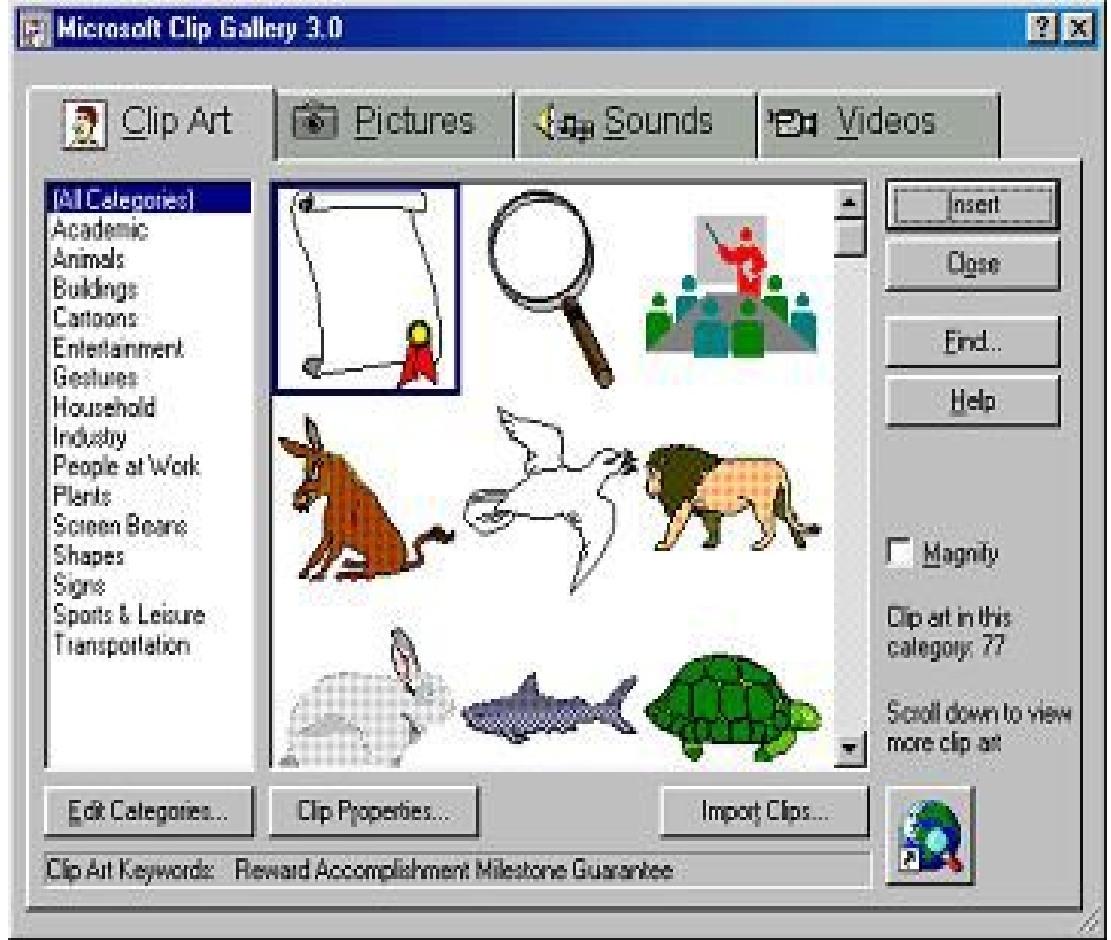 Microsoft Clip Gallery 3.0
Clip Art
Pictures
Sounds
Videos
(All Categories)
Academic
Animals
Buildings
Cartoons
Entertainment
Gestures
Household
Industry
People at Work
Plants
Screen Beans
Shapes
Signs
Sports & Leisure
Transportation
Insert
Close
Find...
Help
Magnify
Clip art in this
category: 77
Scroll down to view
more clip art
Edit Categories...
Clip Properties...
Import Clips...
Clip Art Keywords: Reward Accomplishment Milestone Guarantee